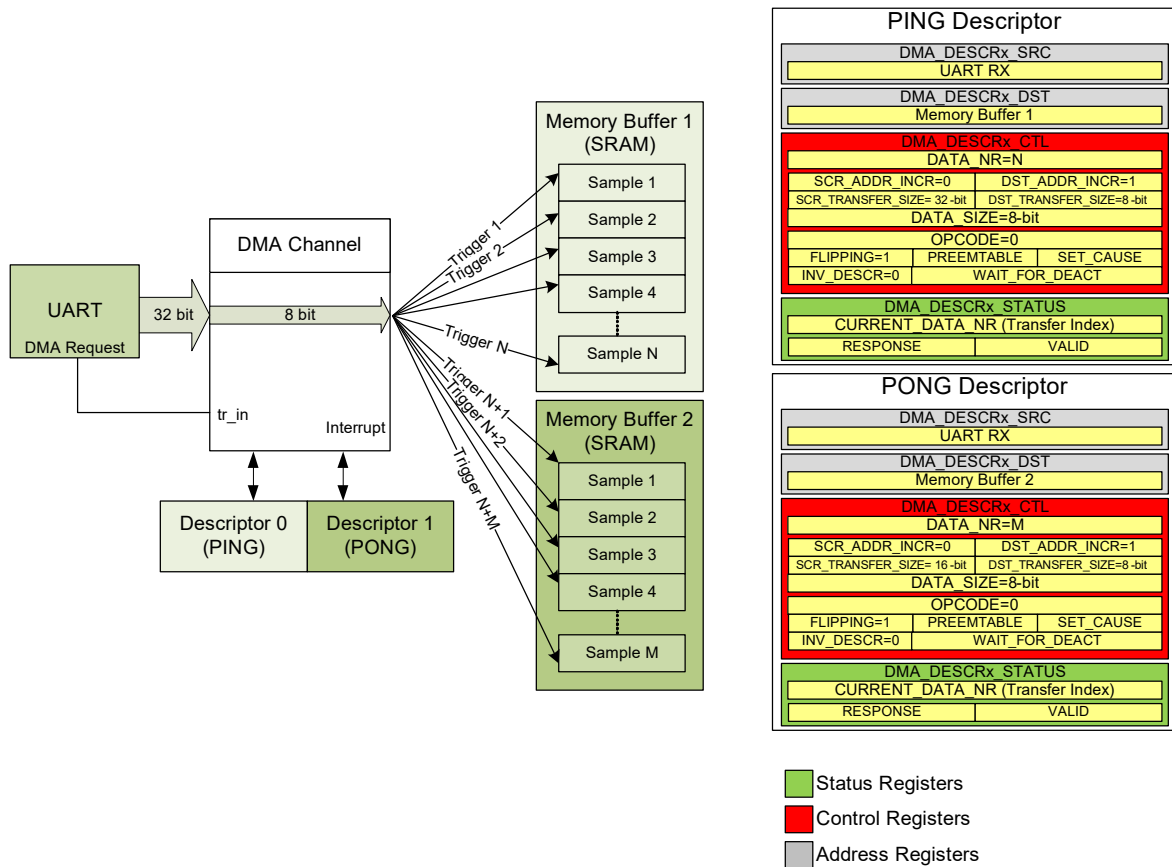 UART
DMA Request
32 bit
DMA Channel
8 bit
tr_in
Interrupt
Descriptor 0
(PING)
Descriptor 1
(PONG)
Trigger 1
Trigger 2
Trigger N
Trigger N+1
Trigger N+2
Trigger N+M
Memory Buffer 1
(SRAM)
Sample 1
Sample 2
Sample 3
Sample 4
Sample N
Memory Buffer 2
(SRAM)
Sample 1
Sample 2
Sample 3
Sample 4
Sample M
PING Descriptor
DMA_DESCRx_SRC
UART RX
DMA_DESCRx_DST
Memory Buffer 1
DMA_DESCRx_CTL
DATA_NR=N
SCR_ADDR_INCR=0 DST_ADDR_INCR=1
SCR_TRANSFER_SIZE= 32 -bit DST_TRANSFER_SIZE=8 -bit
DATA_SIZE=8-bit
OPCODE=0
FLIPPING=1 PREEMTABLE SET_CAUSE
INV_DESCR=0 WAIT_FOR_DEACT
DMA_DESCRx_STATUS
CURRENT_DATA_NR (Transfer Index)
RESPONSE VALID
PONG Descriptor
DMA_DESCRx_SRC
UART RX
DMA_DESCRx_DST
Memory Buffer 2
DMA_DESCRx_CTL
DATA_NR=M
SCR_ADDR_INCR=0 DST_ADDR_INCR=1
SCR_TRANSFER_SIZE= 16 -bit DST_TRANSFER_SIZE=8 -bit
DATA_SIZE=8-bit
OPCODE=0
FLIPPING=1 PREEMTABLE SET_CAUSE
INV_DESCR=0 WAIT_FOR_DEACT
DMA_DESCRx_STATUS
CURRENT_DATA_NR (Transfer Index)
RESPONSE VALID
Status Registers
Control Registers
Address Registers